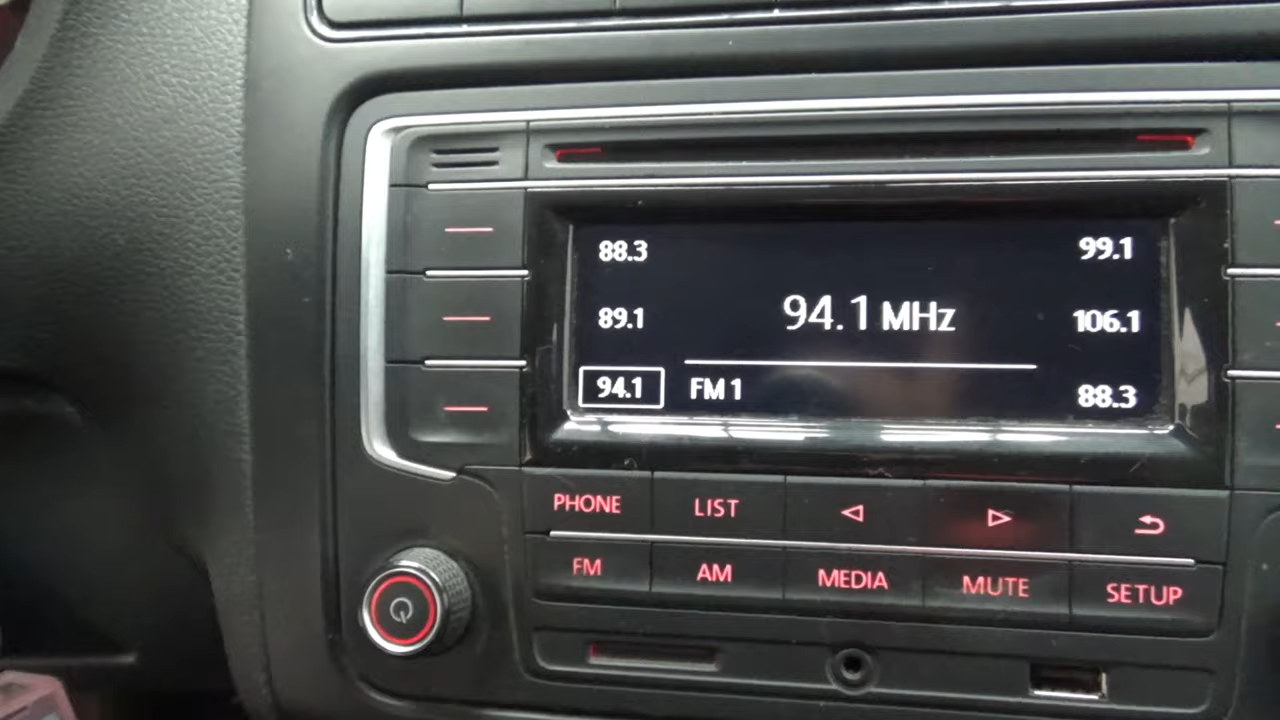 88.3 99.1
89.1 94.1 MHz 106.1
94.1 FM 1 88.3
PHONE LIST
FM AM MEDIA MUTE SETUP